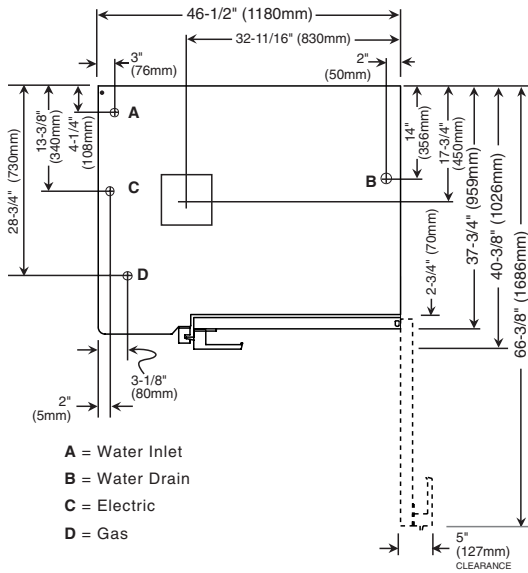 46-1/2" (1180mm)
32-11/16" (830mm)
3"
(76mm)
2"
(50mm)
28-3/4" (730mm)
13-3/8"
(340mm)
4-1/4"
(108mm)
A
C
B
D
14"
(356mm)
17-3/4"
(450mm)
2-3/4" (70mm)
37-3/4" (959mm)
40-3/8" (1026mm)
66-3/8" (1686mm)
3-1/8"
(80mm)
2"
(5mm)
A = Water Inlet
B = Water Drain
C = Electric
D = Gas
5"
(127mm)
CLEARANCE